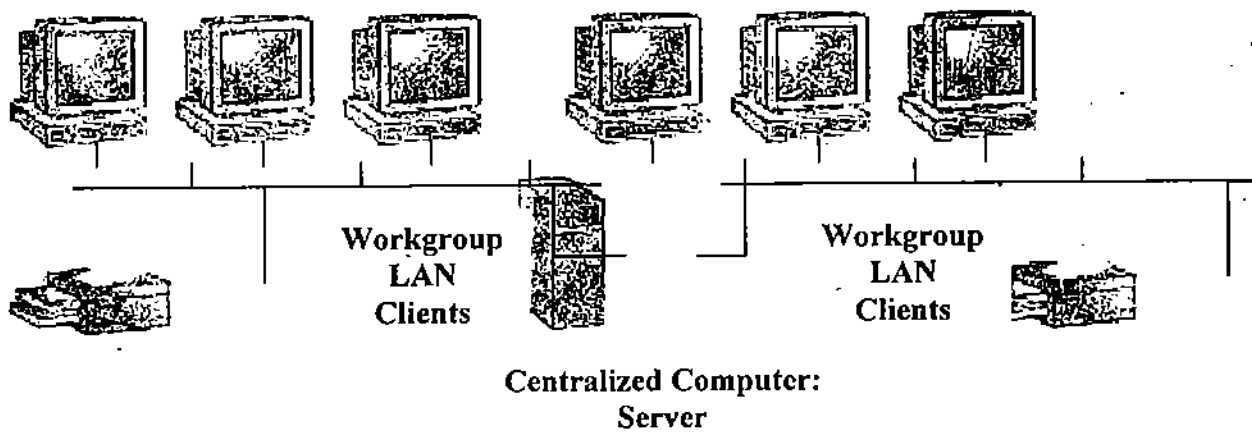 Workgroup
LAN
Clients
Workgroup
LAN
Clients
Centralized Computer:
Server